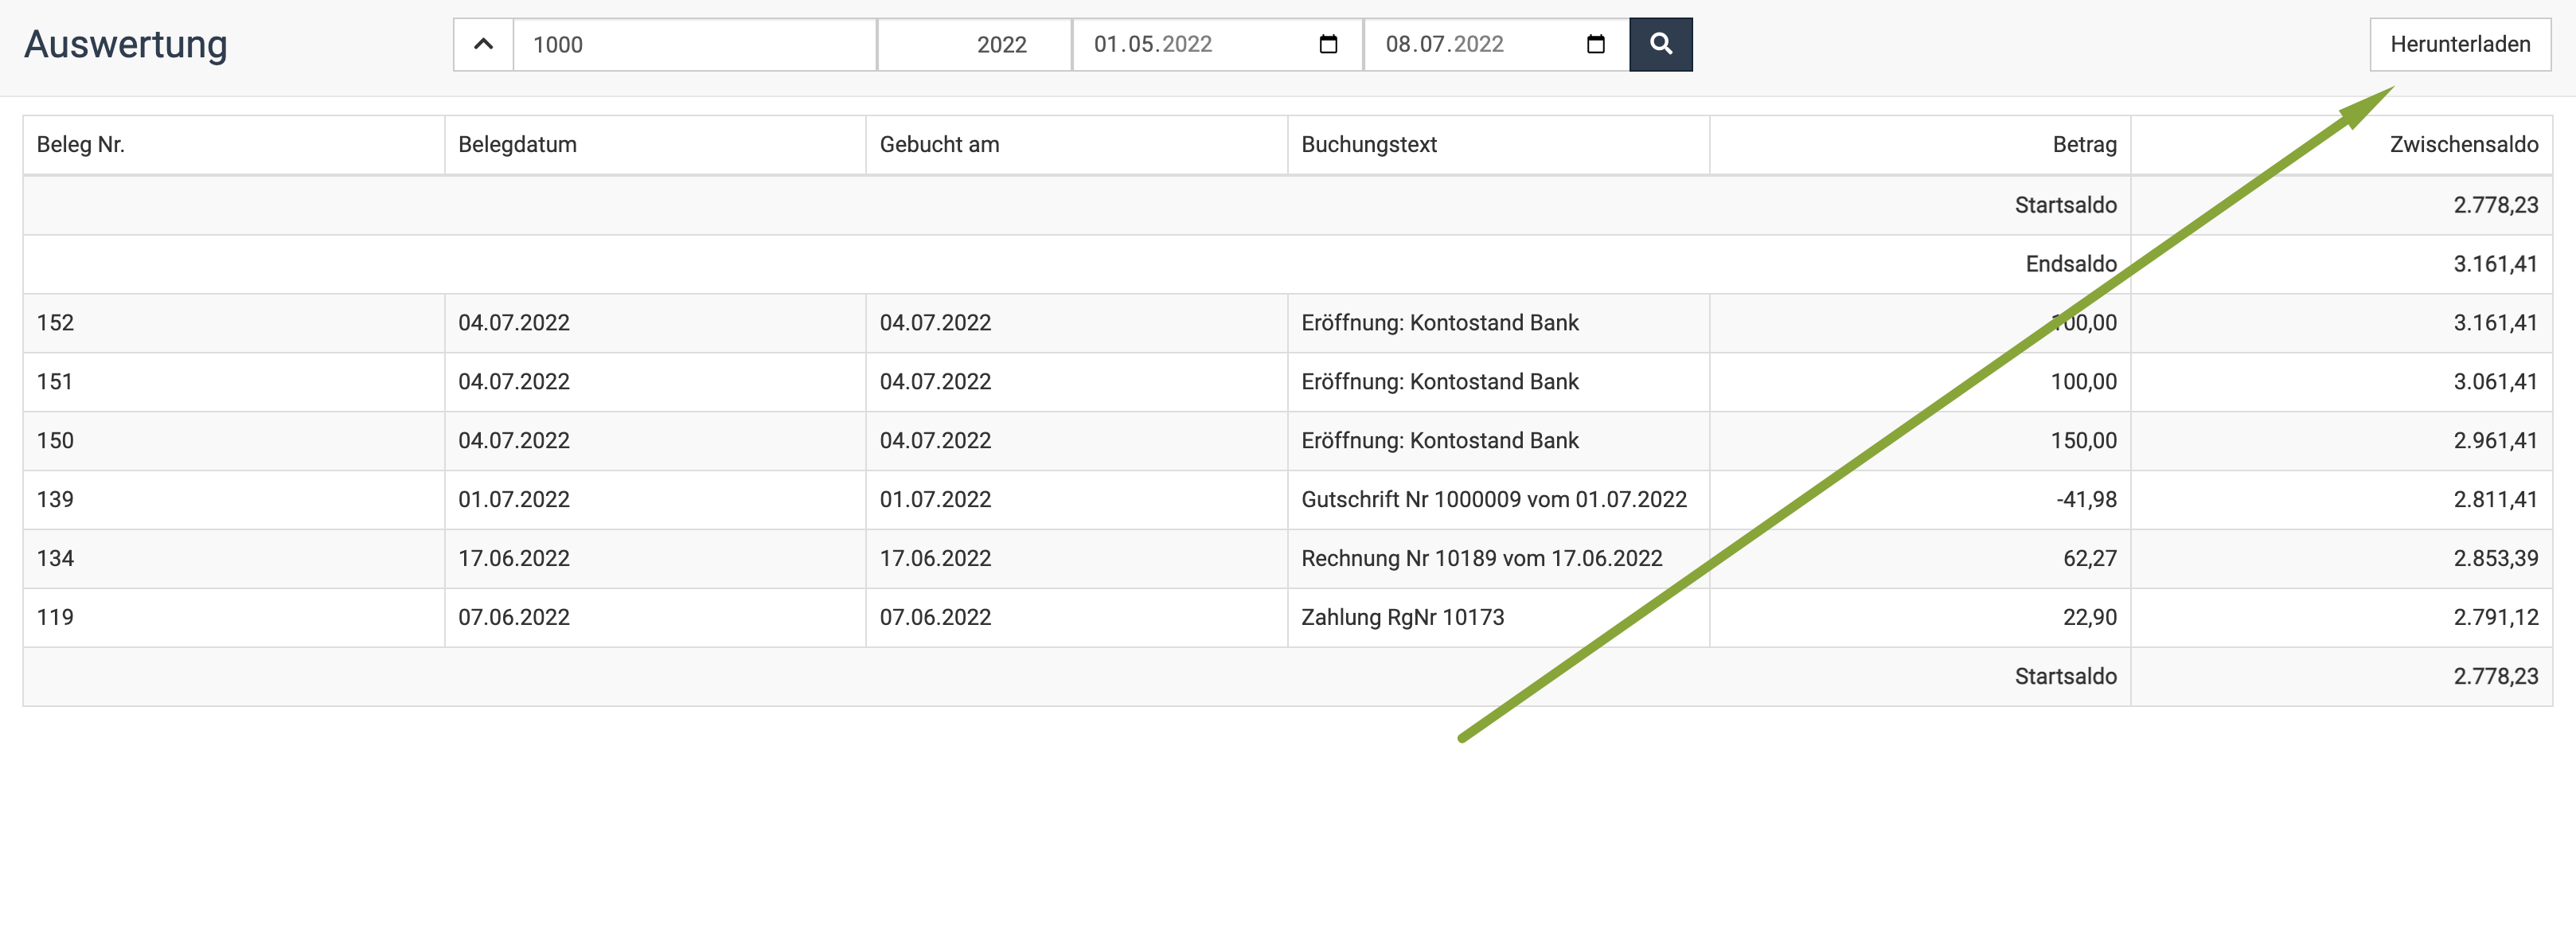 Auswertung 1000 2022 01.05.2022 08.07.2022 Herunterladen
Beleg Nr. Belegdatum Gebucht am Buchungstext Betrag Zwischensaldo
Startsaldo 2.778,23
Endsaldo 3.161,41
152 04.07.2022 04.07.2022 Eröffnung: Kontostand Bank 100,00 3.161,41
151 04.07.2022 04.07.2022 Eröffnung: Kontostand Bank 100,00 3.061,41
150 04.07.2022 04.07.2022 Eröffnung: Kontostand Bank 150,00 2.961,41
139 01.07.2022 01.07.2022 Gutschrift Nr 1000009 vom 01.07.2022 -41,98 2.811,41
134 17.06.2022 17.06.2022 Rechnung Nr 10189 vom 17.06.2022 62,27 2.853,39
119 07.06.2022 07.06.2022 Zahlung RgNr 10173 22,90 2.791,12
Startsaldo 2.778,23